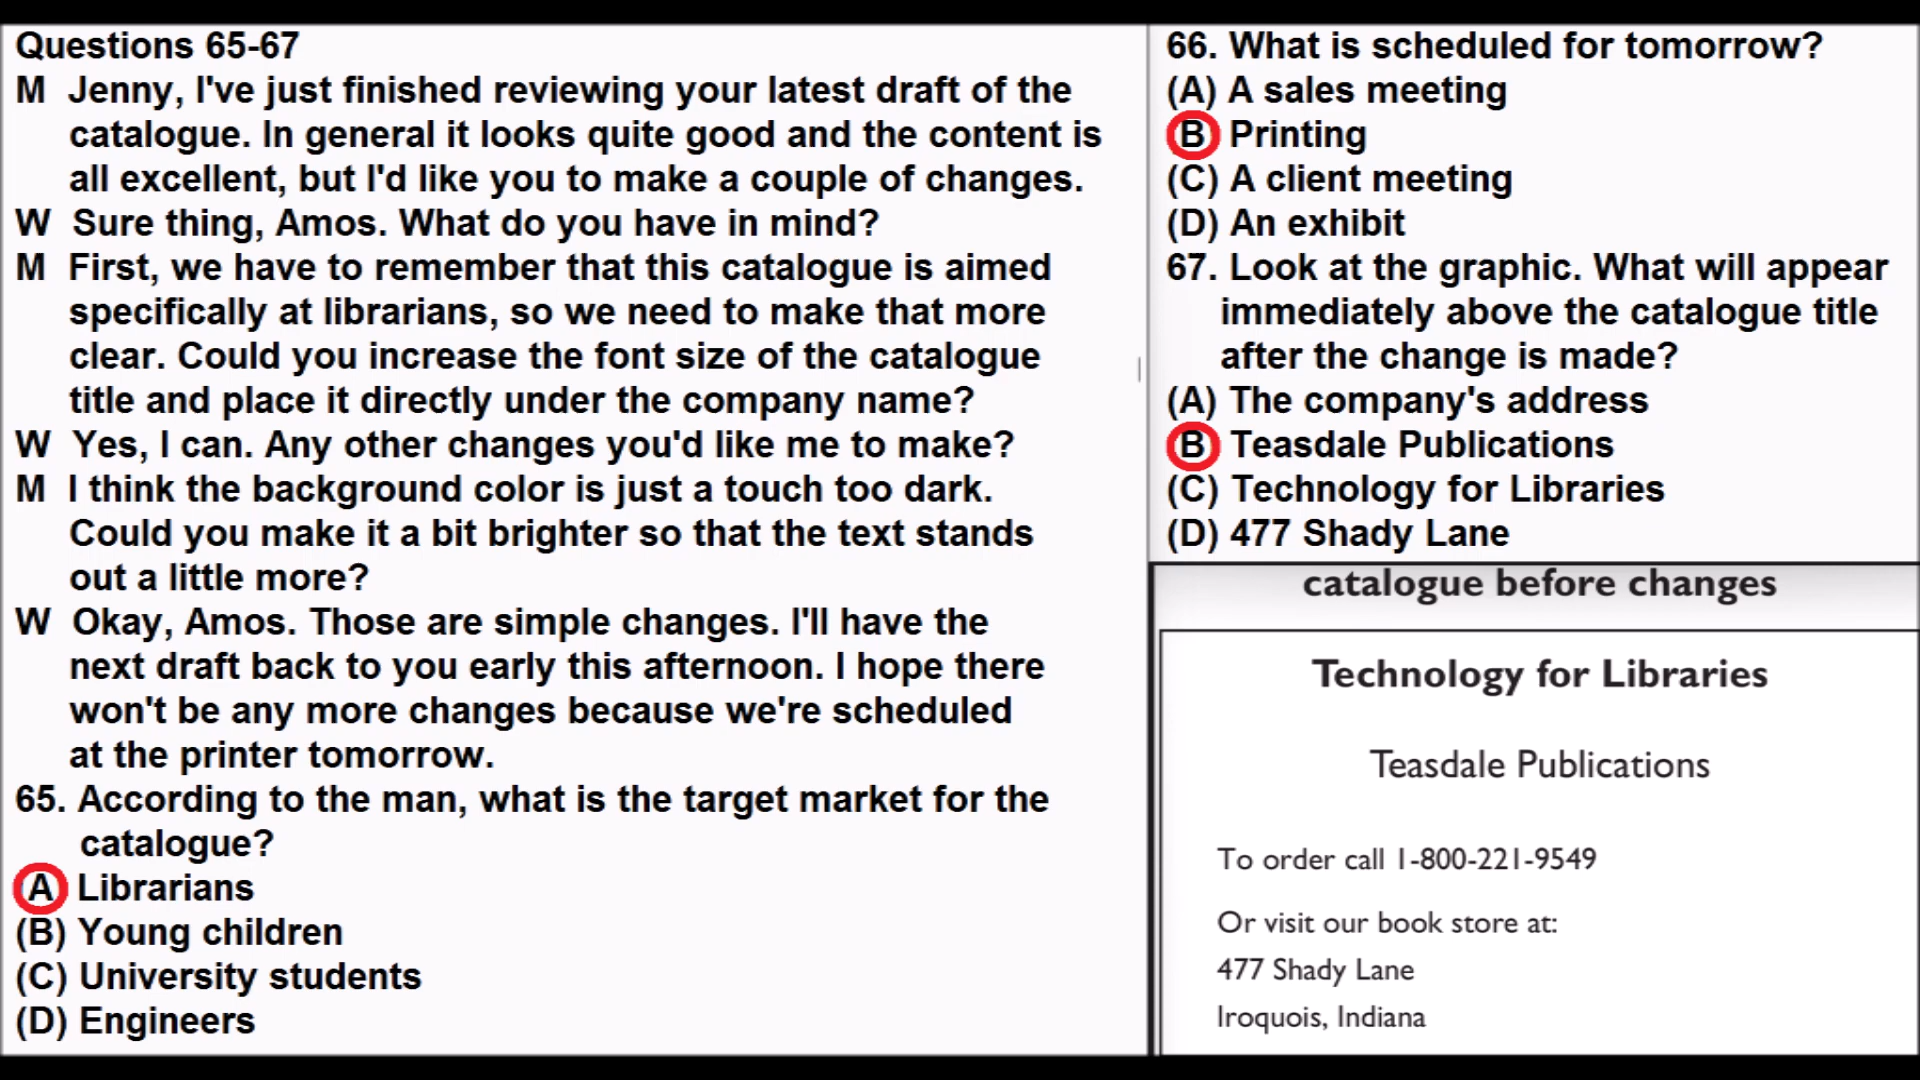 Questions 65-67
M Jenny, I've just finished reviewing your latest draft of the
catalogue. In general it looks quite good and the content is
all excellent, but I'd like you to make a couple of changes.
W Sure thing, Amos. What do you have in mind?
M First, we have to remember that this catalogue is aimed
specifically at librarians, so we need to make that more
clear. Could you increase the font size of the catalogue
title and place it directly under the company name?
W Yes, I can. Any other changes you'd like me to make?
M I think the background color is just a touch too dark.
Could you make it a bit brighter so that the text stands
out a little more?
W Okay, Amos. Those are simple changes. I'll have the
next draft back to you early this afternoon. I hope there
won't be any more changes because we're scheduled
at the printer tomorrow.
65. According to the man, what is the target market for the
catalogue?
A Librarians
(B) Young children
(C) University students
(D) Engineers
66. What is scheduled for tomorrow?
(A) A sales meeting
B Printing
(C) A client meeting
(D) An exhibit
67. Look at the graphic. What will appear
immediately above the catalogue title
after the change is made?
(A) The company's address
B Teasdale Publications
(C) Technology for Libraries
(D) 477 Shady Lane
catalogue before changes
Technology for Libraries
Teasdale Publications
To order call 1-800-221-9549
Or visit our book store at:
477 Shady Lane
Iroquois, Indiana